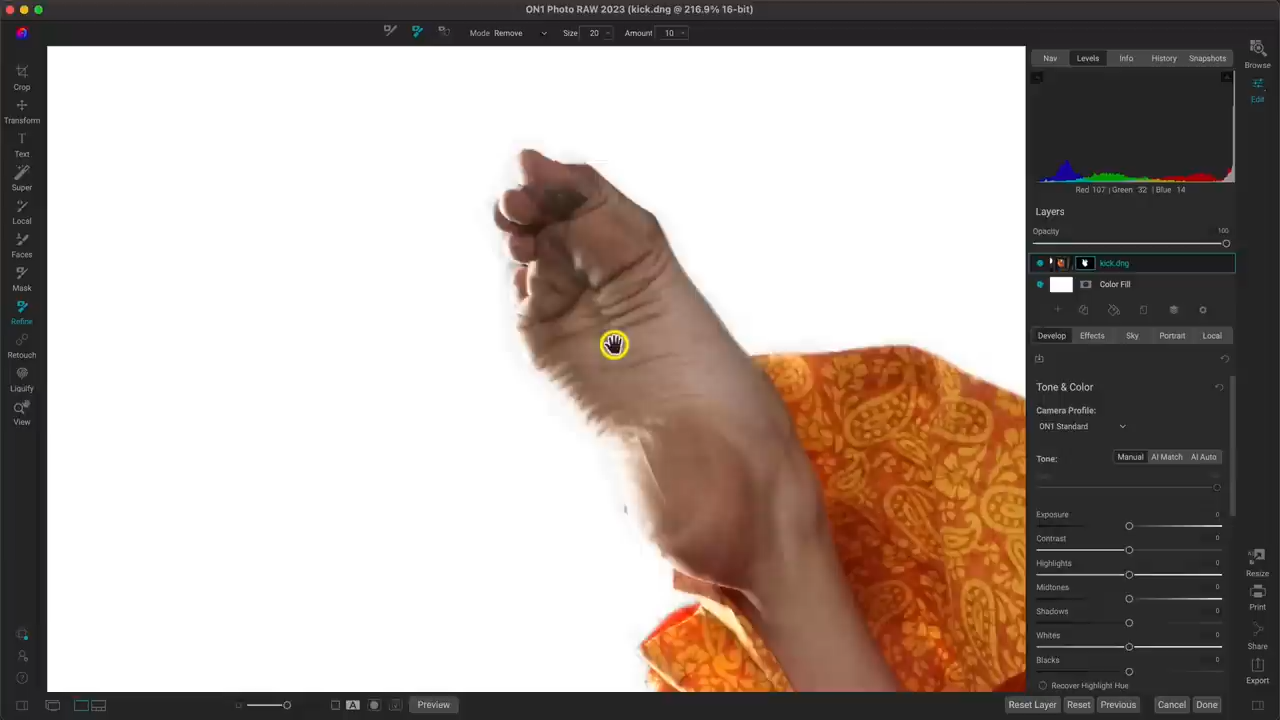 ON1 Photo RAW 2023 (kick.dng @ 216.9% 16-bit)
Mode Remove Size 20 Amount 10
Crop
Transform
Text
Super
Local
Faces
Mask
Refine
Retouch
Liquify
View
Nav Levels Info History Snapshots
Red 107 | Green 32 | Blue 14
Layers
Opacity 100
kick.dng
Color Fill
Develop Effects Sky Portrait Local
Tone & Color
Camera Profile:
ON1 Standard
Tone: Manual AI Match AI Auto
Exposure 0
Contrast 0
Highlights 0
Midtones 0
Shadows 0
Whites 0
Blacks 0
Recover Highlight Hue
Browse
Edit
Resize
Print
Share
Export
A Preview
Reset Layer Reset Previous Cancel Done